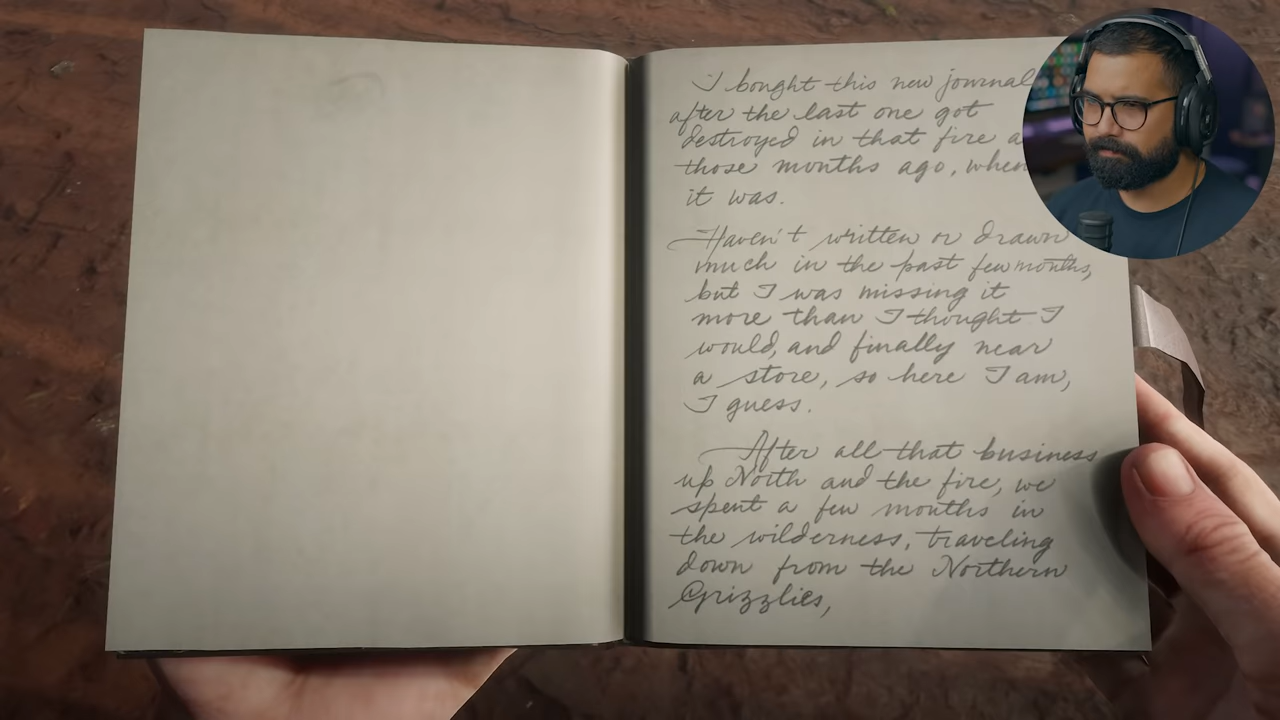 I bought this new journal
after the last one got
destroyed in that fire
those months ago, when
it was.
Haven't written or drawn
much in the past few months,
but I was missing it
more than I thought I
would, and finally near
a store, so here I am,
I guess.
After all that business
up North and the fire, we
spent a few months in
the wilderness, traveling
down from the Northern
Grizzlies,